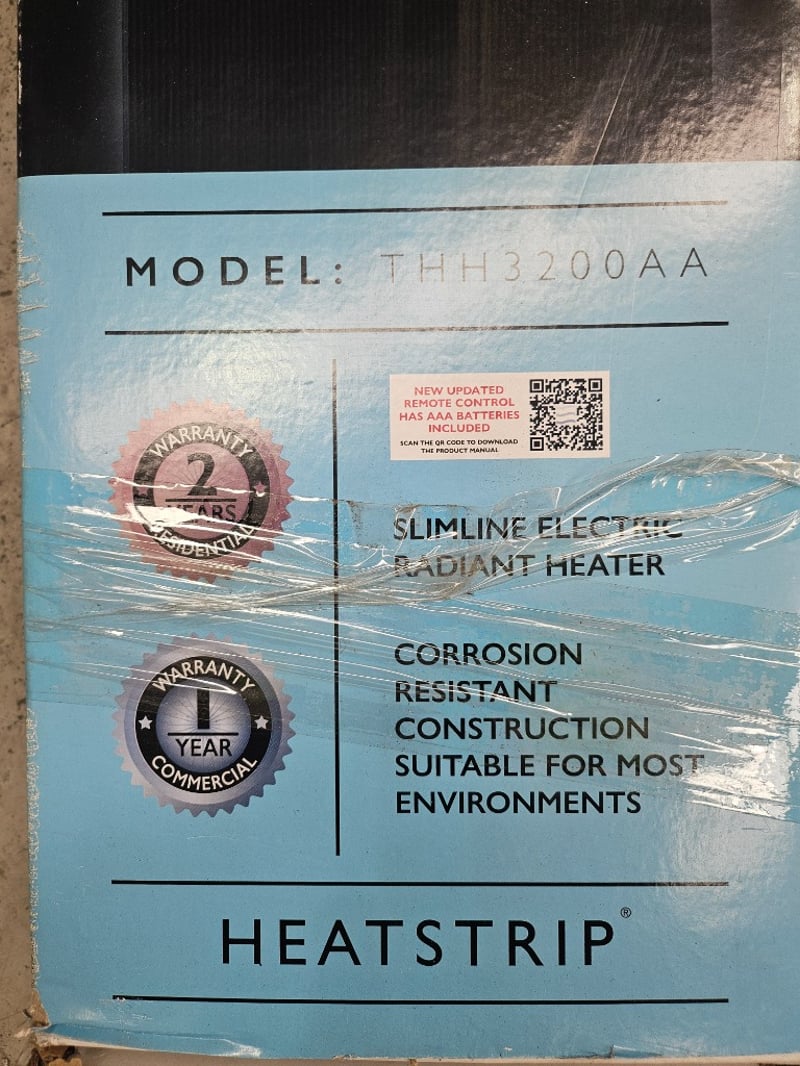 MODEL: THH3200AA
NEW UPDATED
REMOTE CONTROL
HAS AAA BATTERIES
INCLUDED
SCAN THE QR CODE TO DOWNLOAD
THE PRODUCT MANUAL
WARRANTY
2
YEARS
RESIDENTIAL
SLIMLINE ELECTRIC
RADIANT HEATER
WARRANTY
1
YEAR
COMMERCIAL
CORROSION
RESISTANT
CONSTRUCTION
SUITABLE FOR MOST
ENVIRONMENTS
HEATSTRIP®